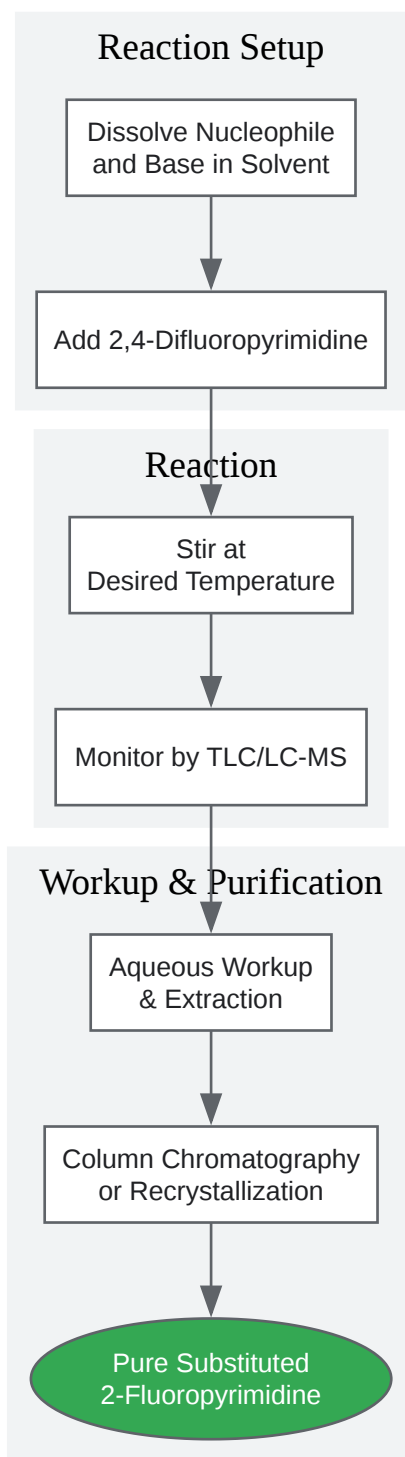 Reaction Setup
Dissolve Nucleophile
and Base in Solvent
Add 2,4-Difluoropyrimidine
Reaction
Stir at
Desired Temperature
Monitor by TLC/LC-MS
Workup & Purification
Aqueous Workup
& Extraction
Column Chromatography
or Recrystallization
Pure Substituted
2-Fluoropyrimidine